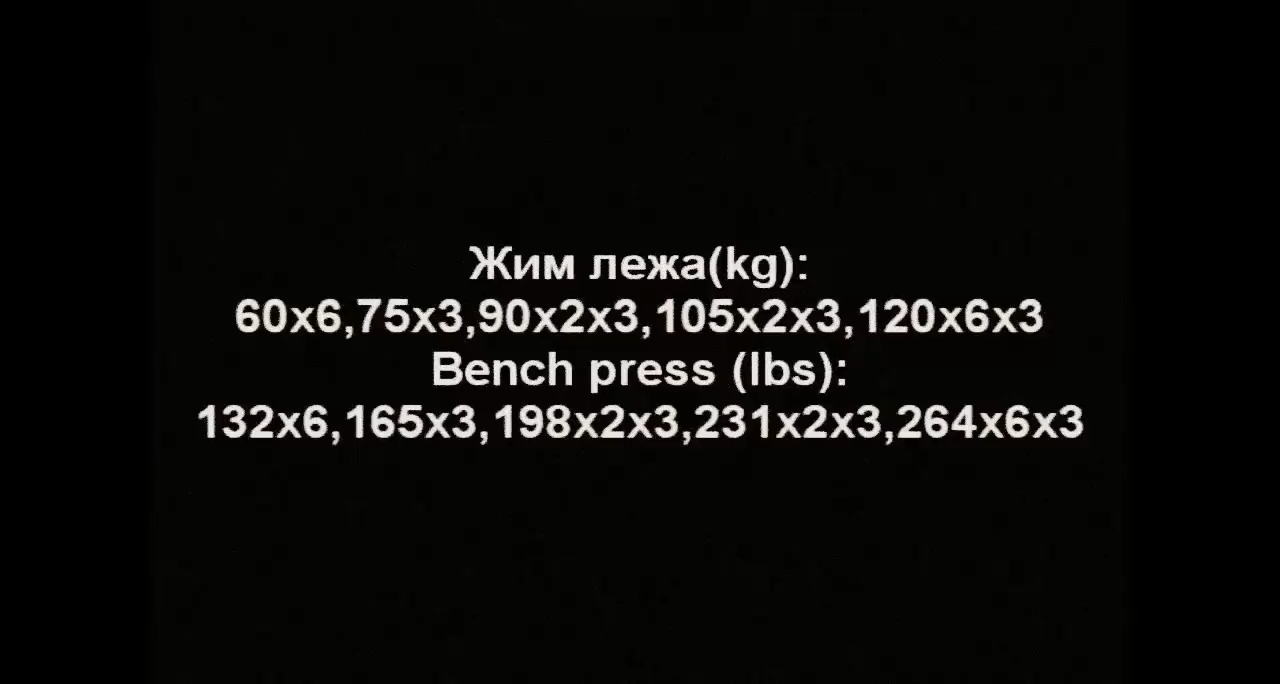 Жим лежа(kg):
60x6,75x3,90x2x3,105x2x3,120x6x3
Bench press (lbs):
132x6,165x3,198x2x3,231x2x3,264x6x3